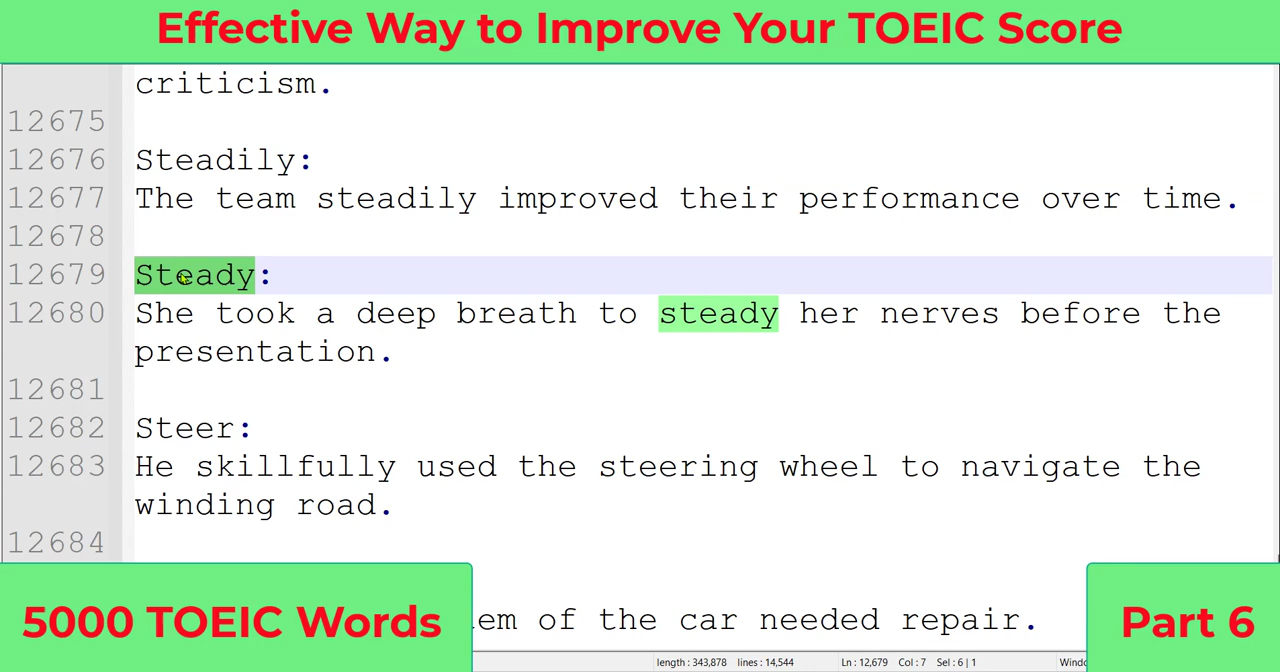 Effective Way to Improve Your TOEIC Score
criticism.
12675
12676 Steadily:
12677 The team steadily improved their performance over time.
12678
12679 Steady:
12680 She took a deep breath to steady her nerves before the
presentation.
12681
12682 Steer:
12683 He skillfully used the steering wheel to navigate the
winding road.
12684
of the car needed repair.
5000 TOEIC Words
Part 6
length : 343,878 lines : 14,544 Ln : 12,679 Col : 7 Sel : 6 | 1